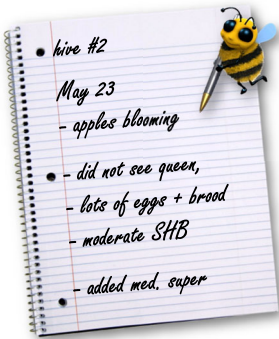 hive #2
May 23
- apples blooming
- did not see queen,
- lots of eggs + brood
- moderate SHB
- added med. super